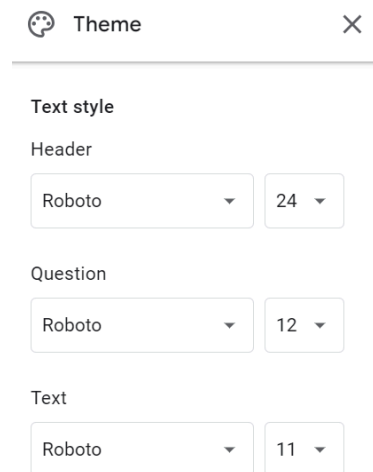 Theme
Text style
Header
Roboto 24
Question
Roboto 12
Text
Roboto 11